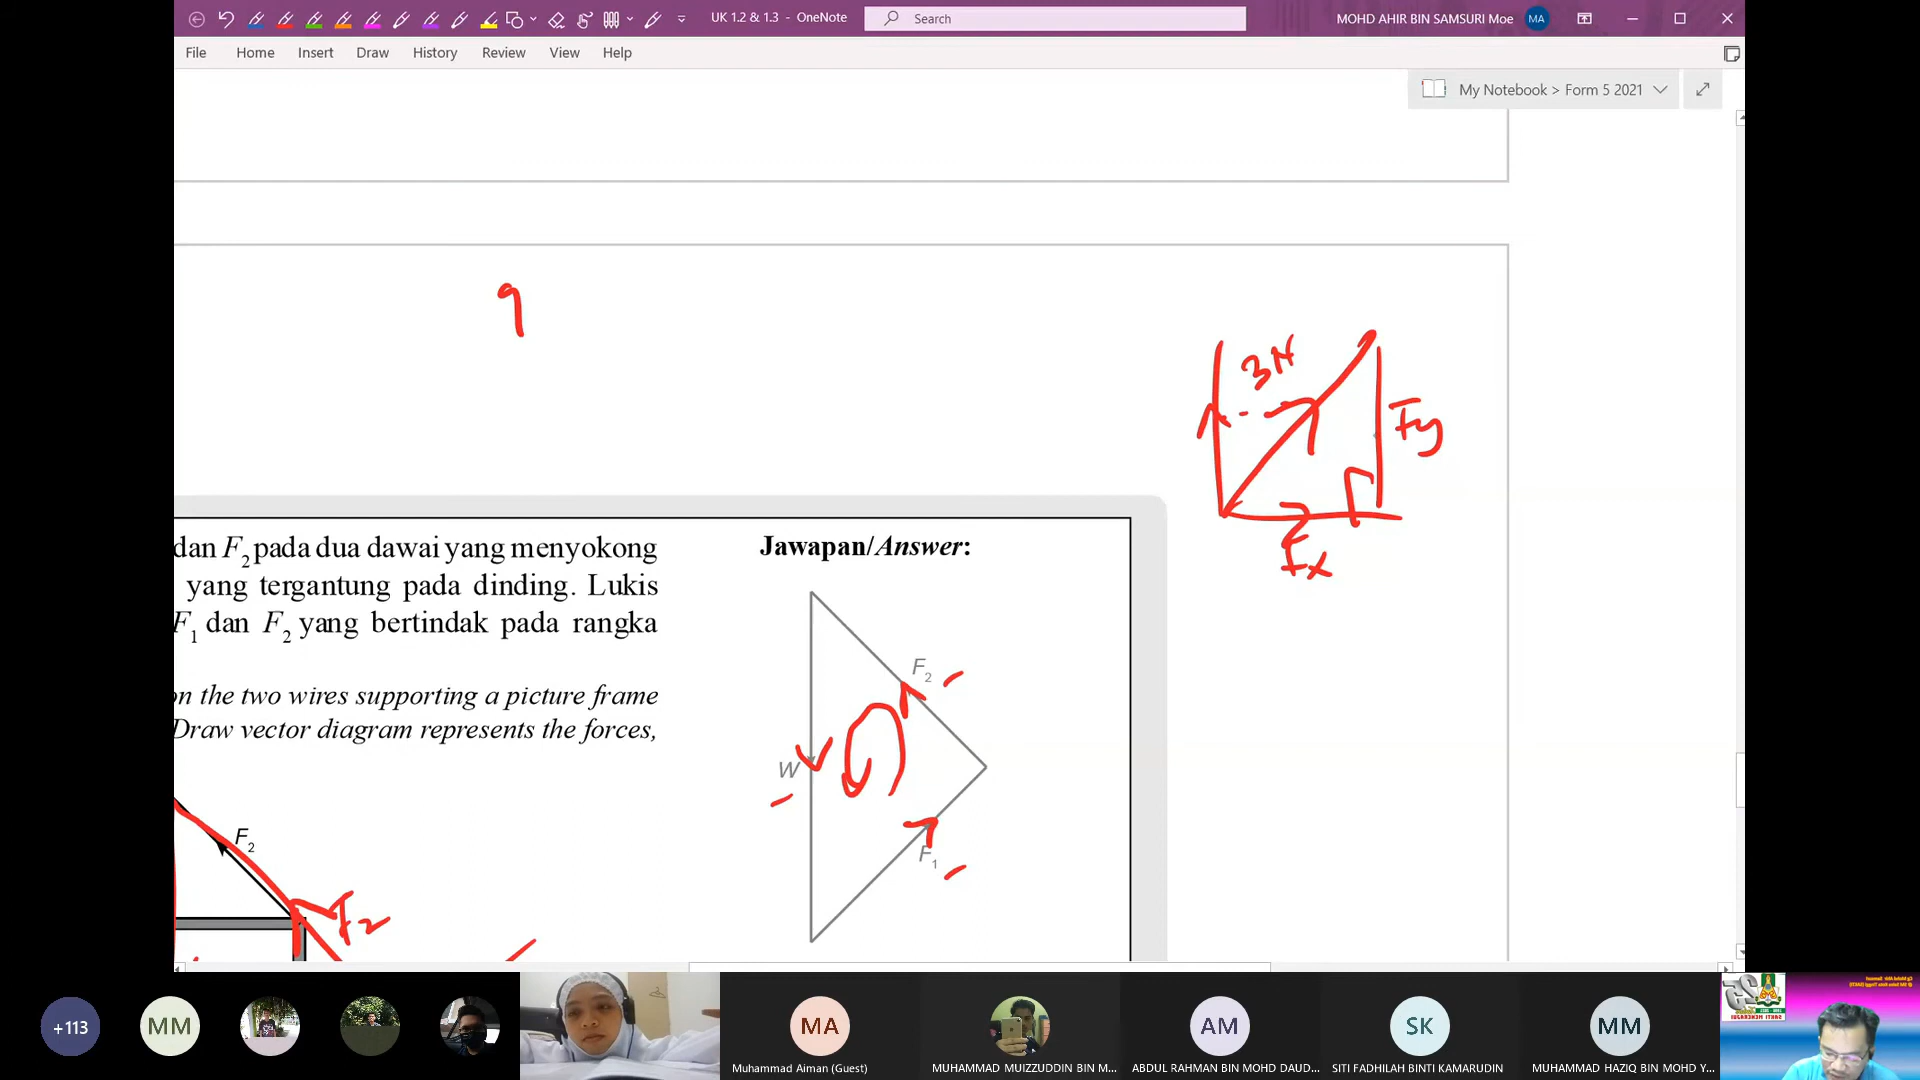 UK 1.2 & 1.3 - OneNote
Search
MOHD AHIR BIN SAMSURI Moe
MA
File Home Insert Draw History View Help
My Notebook > Form 5 2021
9
3N
Fy
Fx
dan F2 pada dua dawai yang menyokong
yang tergantung pada dinding. Lukis
F1 dan F2 yang bertindak pada rangka
on the two wires supporting a picture frame
Draw vector diagram represents the forces,
F2
F2
Jawapan/Answer:
F2
W
F1
+113
MM
MA
Muhammad Aiman (Guest)
MUHAMMAD MUIZZUDDIN BIN M...
AM
ABDUL RAHMAN BIN MOHD DAUD...
SK
SITI FADHILAH BINTI KAMARUDIN
MM
MUHAMMAD HAZIQ BIN MOHD Y...